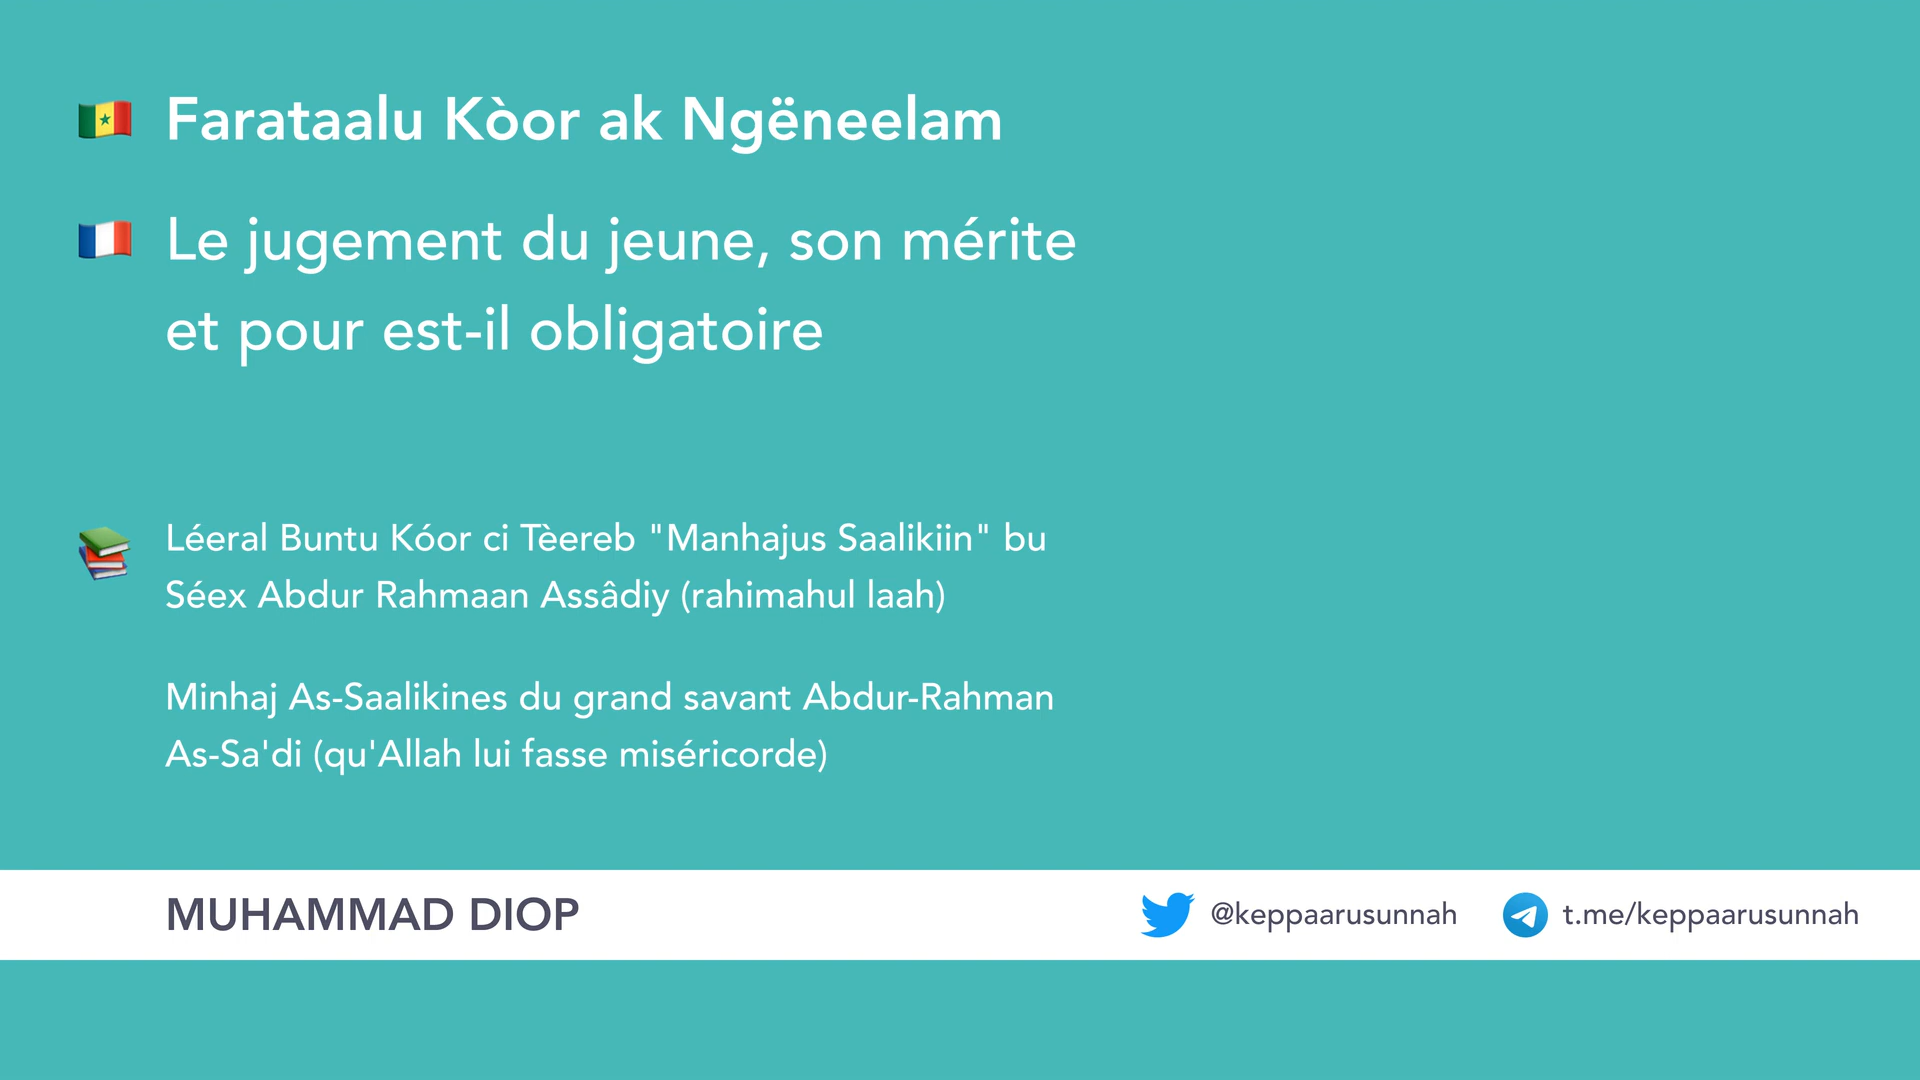 Farataalu Kòor ak Ngëneelam
Le jugement du jeune, son mérite
et pour est-il obligatoire
Léeral Buntu Kóor ci Tèereb "Manhajus Saalikiin" bu
Séex Abdur Rahmaan Assâdiy (rahimahul laah)
Minhaj As-Saalikines du grand savant Abdur-Rahman
As-Sa'di (qu'Allah lui fasse miséricorde)
MUHAMMAD DIOP
@keppaarusunnah
t.me/keppaarusunnah